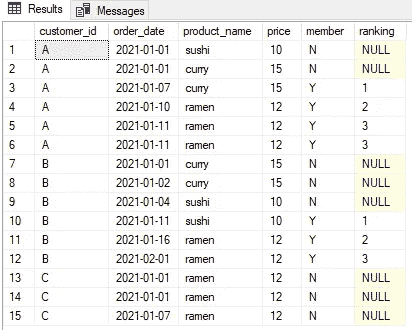 Results Messages
customer_id order_date product_name price member ranking
1 A 2021-01-01 sushi 10 N NULL
2 A 2021-01-01 curry 15 N NULL
3 A 2021-01-07 curry 15 Y 1
4 A 2021-01-10 ramen 12 Y 2
5 A 2021-01-11 ramen 12 Y 3
6 A 2021-01-11 ramen 12 Y 3
7 B 2021-01-01 curry 15 N NULL
8 B 2021-01-02 curry 15 N NULL
9 B 2021-01-04 sushi 10 N NULL
10 B 2021-01-11 sushi 10 Y 1
11 B 2021-01-16 ramen 12 Y 2
12 B 2021-02-01 ramen 12 Y 3
13 C 2021-01-01 ramen 12 N NULL
14 C 2021-01-01 ramen 12 N NULL
15 C 2021-01-07 ramen 12 N NULL